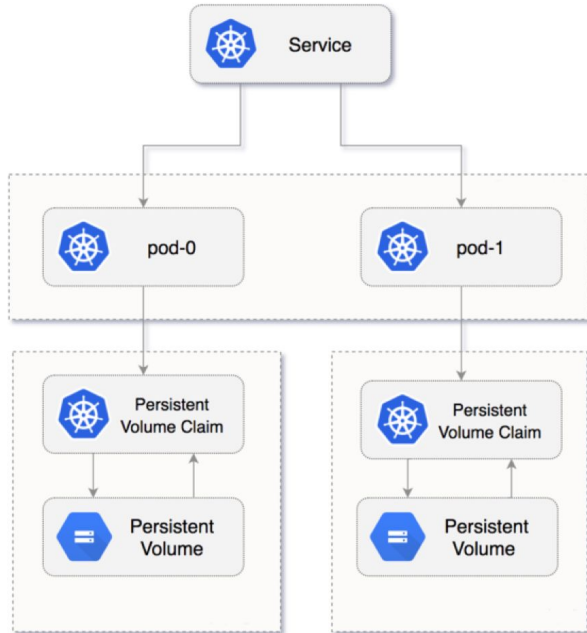 Service
pod-0
pod-1
Persistent
Volume Claim
Persistent
Volume
Persistent
Volume Claim
Persistent
Volume